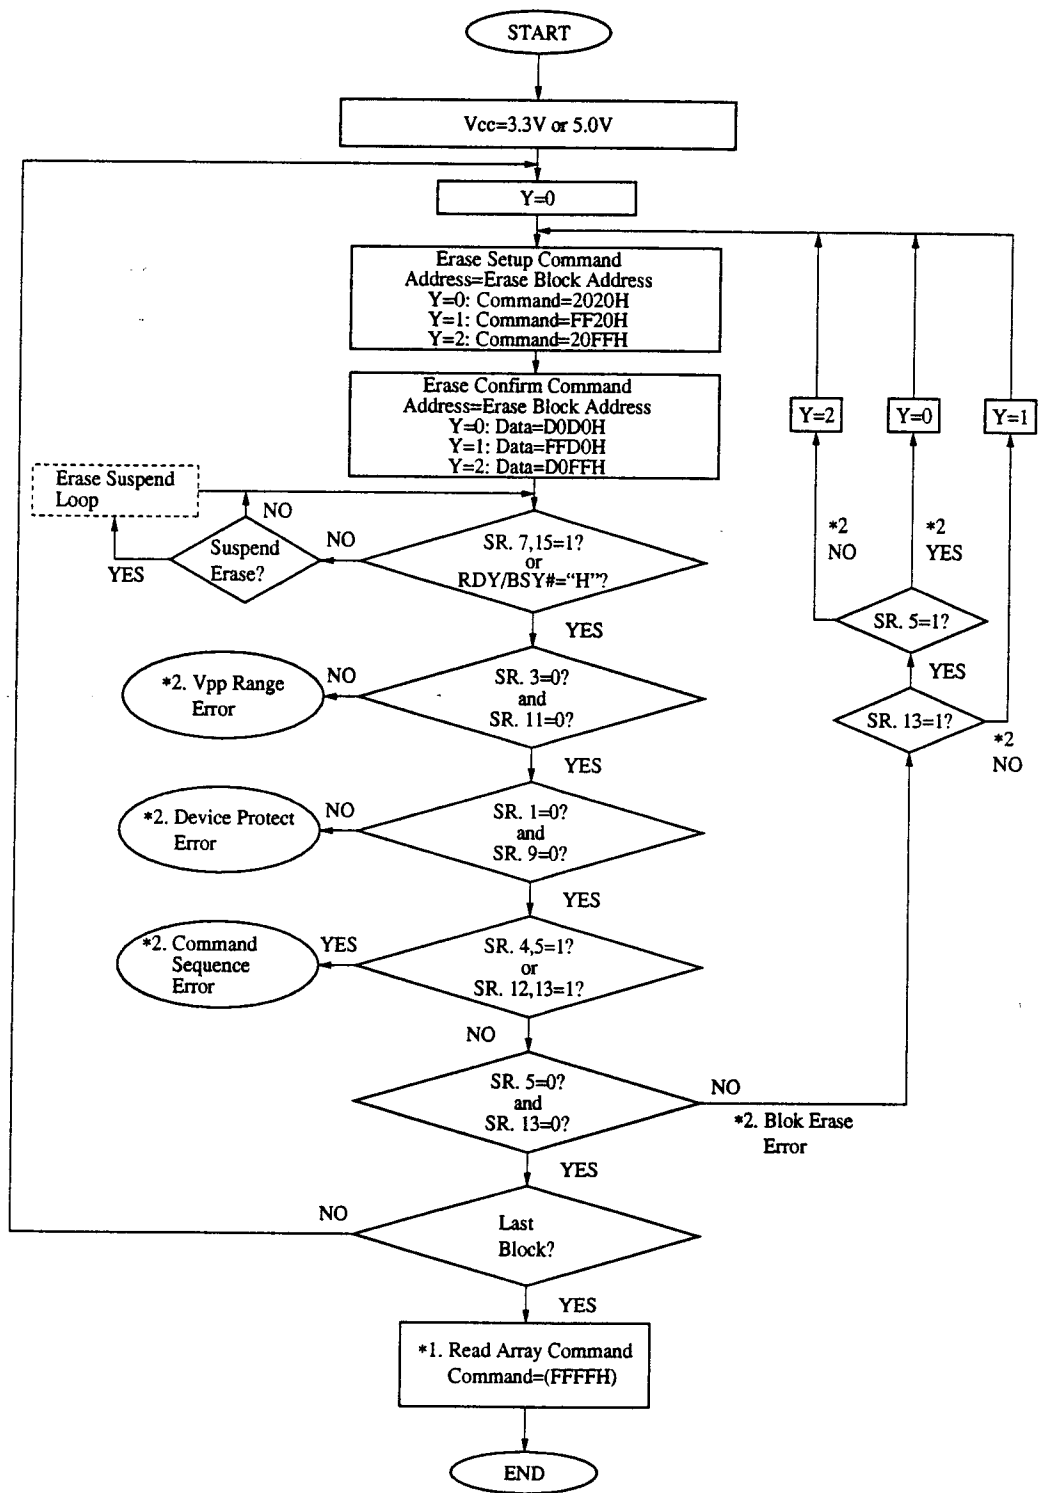 START
Vcc=3.3V or 5.0V
Y=0
Erase Setup Command
Address=Erase Block Address
Y=0: Command=2020H
Y=1: Command=FF20H
Y=2: Command=20FFH
Erase Confirm Command
Address=Erase Block Address
Y=0: Data=D0D0H
Y=1: Data=FFD0H
Y=2: Data=D0FFH
Y=2
Y=0
Y=1
Erase Suspend
Loop
NO
YES
Suspend
Erase?
NO
SR. 7,15=1?
or
RDY/BSY#="H"?
YES
*2
NO
*2
YES
SR. 5=1?
YES
SR. 13=1?
*2
NO
*2. Vpp Range
Error
NO
SR. 3=0?
and
SR. 11=0?
YES
*2. Device Protect
Error
NO
SR. 1=0?
and
SR. 9=0?
YES
*2. Command
Sequence
Error
YES
SR. 4,5=1?
or
SR. 12,13=1?
NO
SR. 5=0?
and
SR. 13=0?
NO
*2. Blok Erase
Error
YES
NO
Last
Block?
YES
*1. Read Array Command
Command=(FFFFH)
END